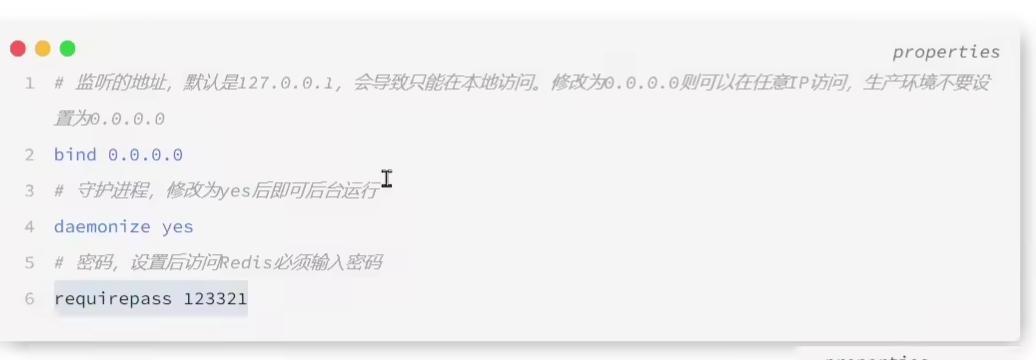 properties
1 # 监听的地址，默认是127.0.0.1，会导致只能在本地访问。修改为0.0.0.0则可以在任意IP访问，生产环境不要设
置为0.0.0.0
2 bind 0.0.0.0
3 # 守护进程，修改为yes后即可后台运行
4 daemonize yes
5 # 密码，设置后访问Redis必须输入密码
6 requirepass 123321